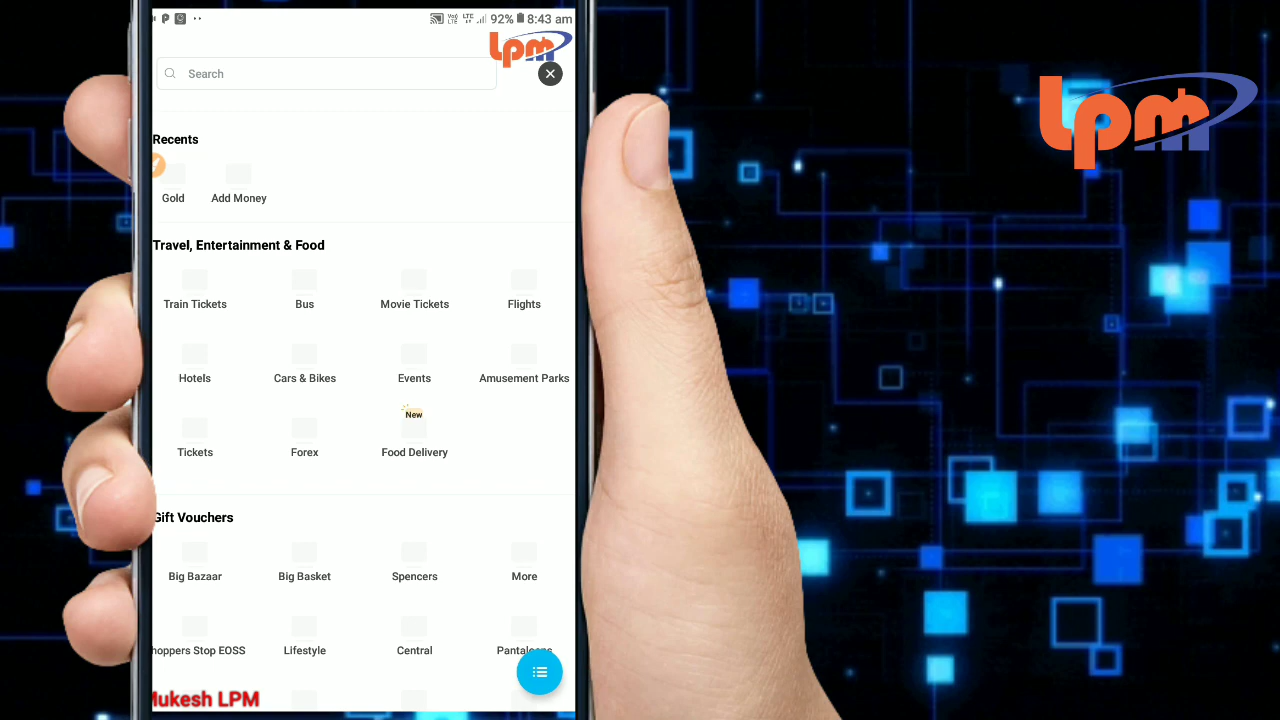 92% 8:43 am
lpm
Search
lpm
Recents
Gold Add Money
Travel, Entertainment & Food
Train Tickets Bus Movie Tickets Flights
Hotels Cars & Bikes Events Amusement Parks
New
Tickets Forex Food Delivery
Gift Vouchers
Big Bazaar Big Basket Spencers More
hoppers Stop EOSS Lifestyle Central Pantaloons
Mukesh LPM